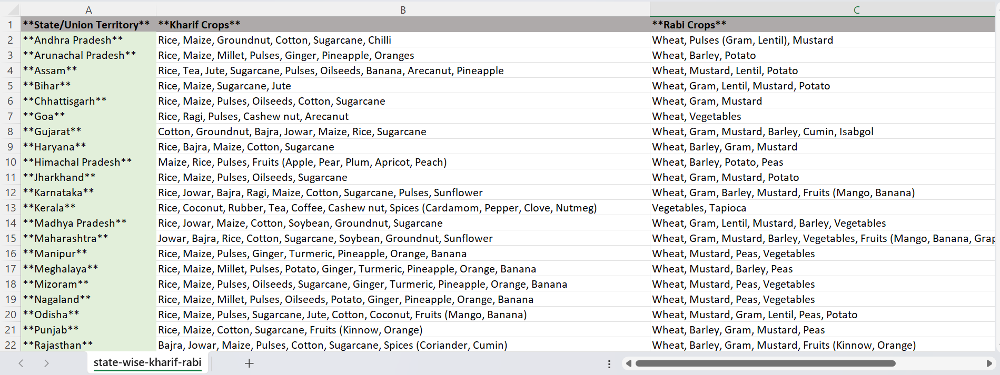 A B C
1 **State/Union Territory** **Kharif Crops** **Rabi Crops**
2 **Andhra Pradesh** Rice, Maize, Groundnut, Cotton, Sugarcane, Chilli Wheat, Pulses (Gram, Lentil), Mustard
3 **Arunachal Pradesh** Rice, Maize, Millet, Pulses, Ginger, Pineapple, Oranges Wheat, Barley, Potato
4 **Assam** Rice, Tea, Jute, Sugarcane, Pulses, Oilseeds, Banana, Arecanut, Pineapple Wheat, Mustard, Lentil, Potato
5 **Bihar** Rice, Maize, Sugarcane, Jute Wheat, Gram, Lentil, Mustard, Potato
6 **Chhattisgarh** Rice, Maize, Pulses, Oilseeds, Cotton, Sugarcane Wheat, Gram, Mustard
7 **Goa** Rice, Ragi, Pulses, Cashew nut, Arecanut Wheat, Vegetables
8 **Gujarat** Cotton, Groundnut, Bajra, Jowar, Maize, Rice, Sugarcane Wheat, Gram, Mustard, Barley, Cumin, Isabgol
9 **Haryana** Rice, Bajra, Maize, Cotton, Sugarcane Wheat, Barley, Gram, Mustard
10 **Himachal Pradesh** Maize, Rice, Pulses, Fruits (Apple, Pear, Plum, Apricot, Peach) Wheat, Barley, Potato, Peas
11 **Jharkhand** Rice, Maize, Pulses, Oilseeds, Sugarcane Wheat, Gram, Mustard, Potato
12 **Karnataka** Rice, Jowar, Bajra, Ragi, Maize, Cotton, Sugarcane, Pulses, Sunflower Wheat, Gram, Barley, Mustard, Fruits (Mango, Banana)
13 **Kerala** Rice, Coconut, Rubber, Tea, Coffee, Cashew nut, Spices (Cardamom, Pepper, Clove, Nutmeg) Vegetables, Tapioca
14 **Madhya Pradesh** Rice, Jowar, Maize, Cotton, Soybean, Groundnut, Sugarcane Wheat, Gram, Lentil, Mustard, Barley, Vegetables
15 **Maharashtra** Jowar, Bajra, Rice, Cotton, Sugarcane, Soybean, Groundnut, Sunflower Wheat, Gram, Mustard, Barley, Vegetables, Fruits (Mango, Banana, Grap
16 **Manipur** Rice, Maize, Pulses, Ginger, Turmeric, Pineapple, Orange, Banana Wheat, Mustard, Peas, Vegetables
17 **Meghalaya** Rice, Maize, Millet, Pulses, Potato, Ginger, Turmeric, Pineapple, Orange, Banana Wheat, Mustard, Barley, Peas
18 **Mizoram** Rice, Maize, Pulses, Oilseeds, Sugarcane, Ginger, Turmeric, Pineapple, Orange, Banana Wheat, Mustard, Peas, Vegetables
19 **Nagaland** Rice, Maize, Millet, Pulses, Oilseeds, Potato, Ginger, Pineapple, Orange, Banana Wheat, Mustard, Peas, Vegetables
20 **Odisha** Rice, Maize, Pulses, Sugarcane, Jute, Cotton, Coconut, Fruits (Mango, Banana) Wheat, Mustard, Gram, Lentil, Peas, Potato
21 **Punjab** Rice, Maize, Cotton, Sugarcane, Fruits (Kinnow, Orange) Wheat, Barley, Gram, Mustard, Peas
22 **Rajasthan** Bajra, Jowar, Maize, Pulses, Cotton, Sugarcane, Spices (Coriander, Cumin) Wheat, Barley, Gram, Mustard, Fruits (Kinnow, Orange)
state-wise-kharif-rabi